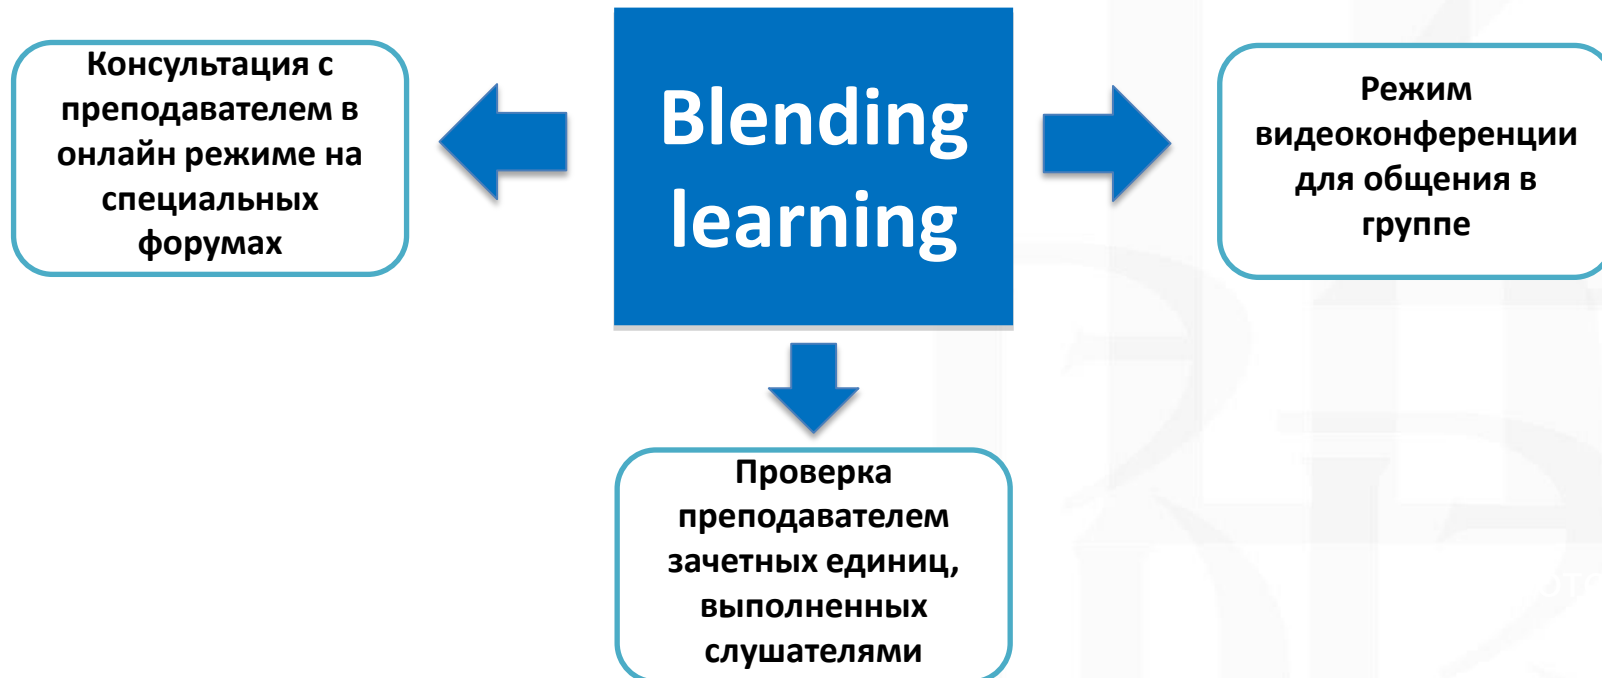 Консультация с
преподавателем в
онлайн режиме на
специальных
форумах
Blending
learning
Режим
видеоконференции
для общения в
группе
Проверка
преподавателем
зачетных единиц,
выполненных
слушателями